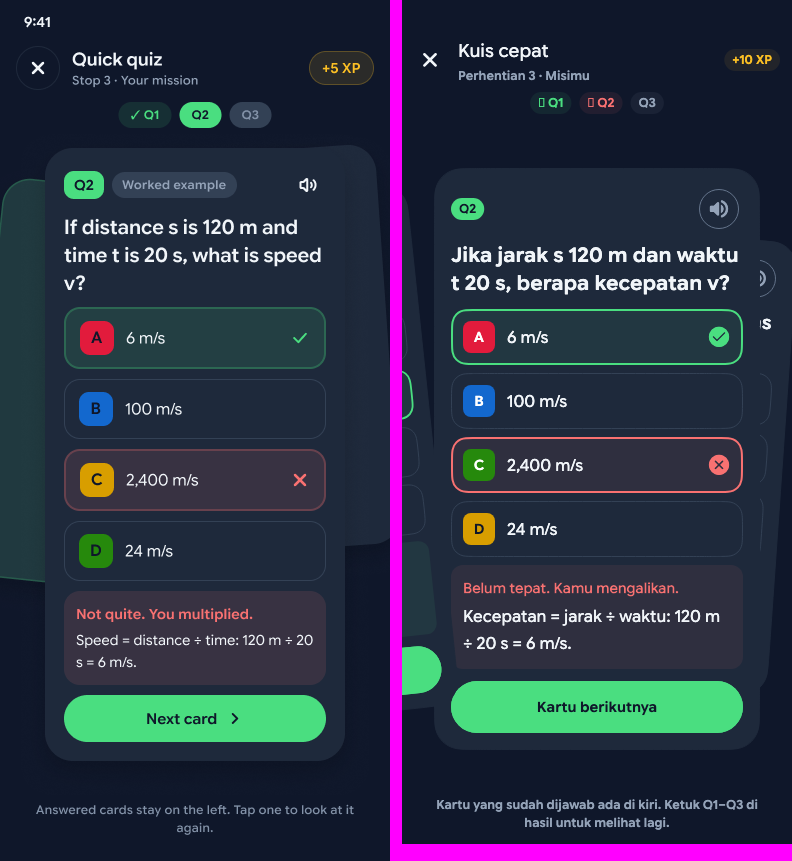 9:41
Quick quiz
Stop 3 · Your mission
+5 XP
✓ Q1
Q2
Q3
Q2
Worked example
If distance s is 120 m and
time t is 20 s, what is speed
v?
A
6 m/s
B
100 m/s
C
2,400 m/s
D
24 m/s
Not quite. You multiplied.
Speed = distance ÷ time: 120 m ÷ 20
s = 6 m/s.
Next card
Answered cards stay on the left. Tap one to look at it
again.
Kuis cepat
Perhentian 3 · Misimu
+10 XP
Q1
Q2
Q3
Q2
Jika jarak s 120 m dan waktu
t 20 s, berapa kecepatan v?
A
6 m/s
B
100 m/s
C
2,400 m/s
D
24 m/s
Belum tepat. Kamu mengalikan.
Kecepatan = jarak ÷ waktu: 120 m
÷ 20 s = 6 m/s.
Kartu berikutnya
Kartu yang sudah dijawab ada di kiri. Ketuk Q1–Q3 di
hasil untuk melihat lagi.